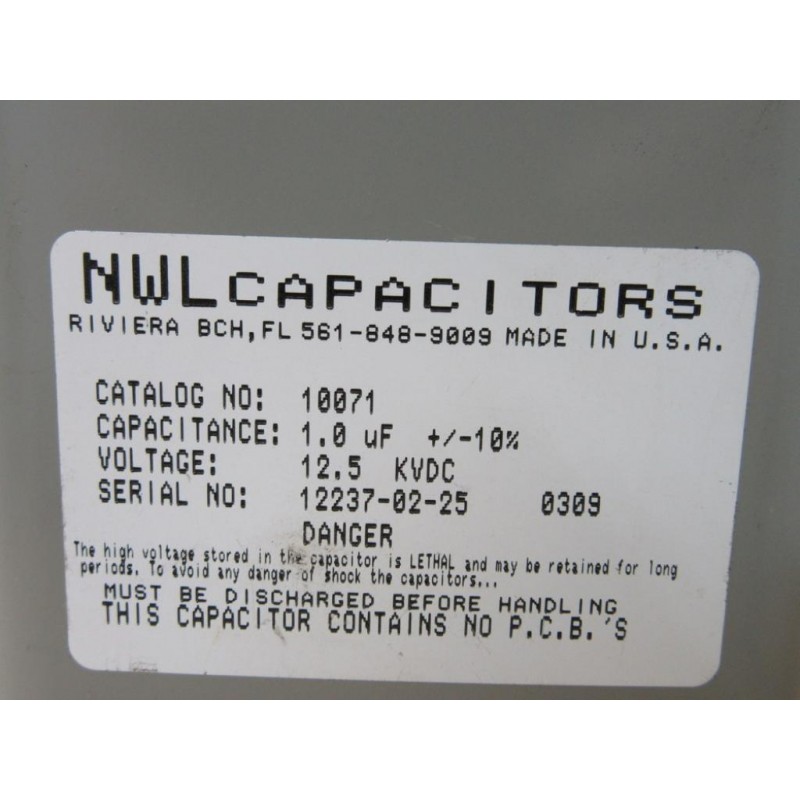 NWL CAPACITORS
RIVIERA BCH, FL 561-848-9009 MADE IN U.S.A.
CATALOG NO: 10071
CAPACITANCE: 1.0 uF +/-10%
VOLTAGE: 12.5 KVDC
SERIAL NO: 12237-02-25 0309
DANGER
The high voltage stored in the capacitor is LETHAL and may be retained for long
periods. To avoid any danger of shock the capacitors...
MUST BE DISCHARGED BEFORE HANDLING
THIS CAPACITOR CONTAINS NO P.C.B.'S